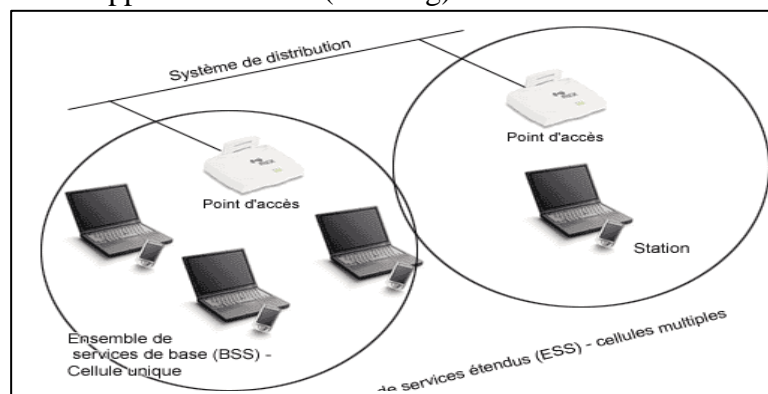 Système de distribution
Point d'accès
Point d'accès
Station
Ensemble de
services de base (BSS) -
Cellule unique
de services étendus (ESS) - cellules multiples